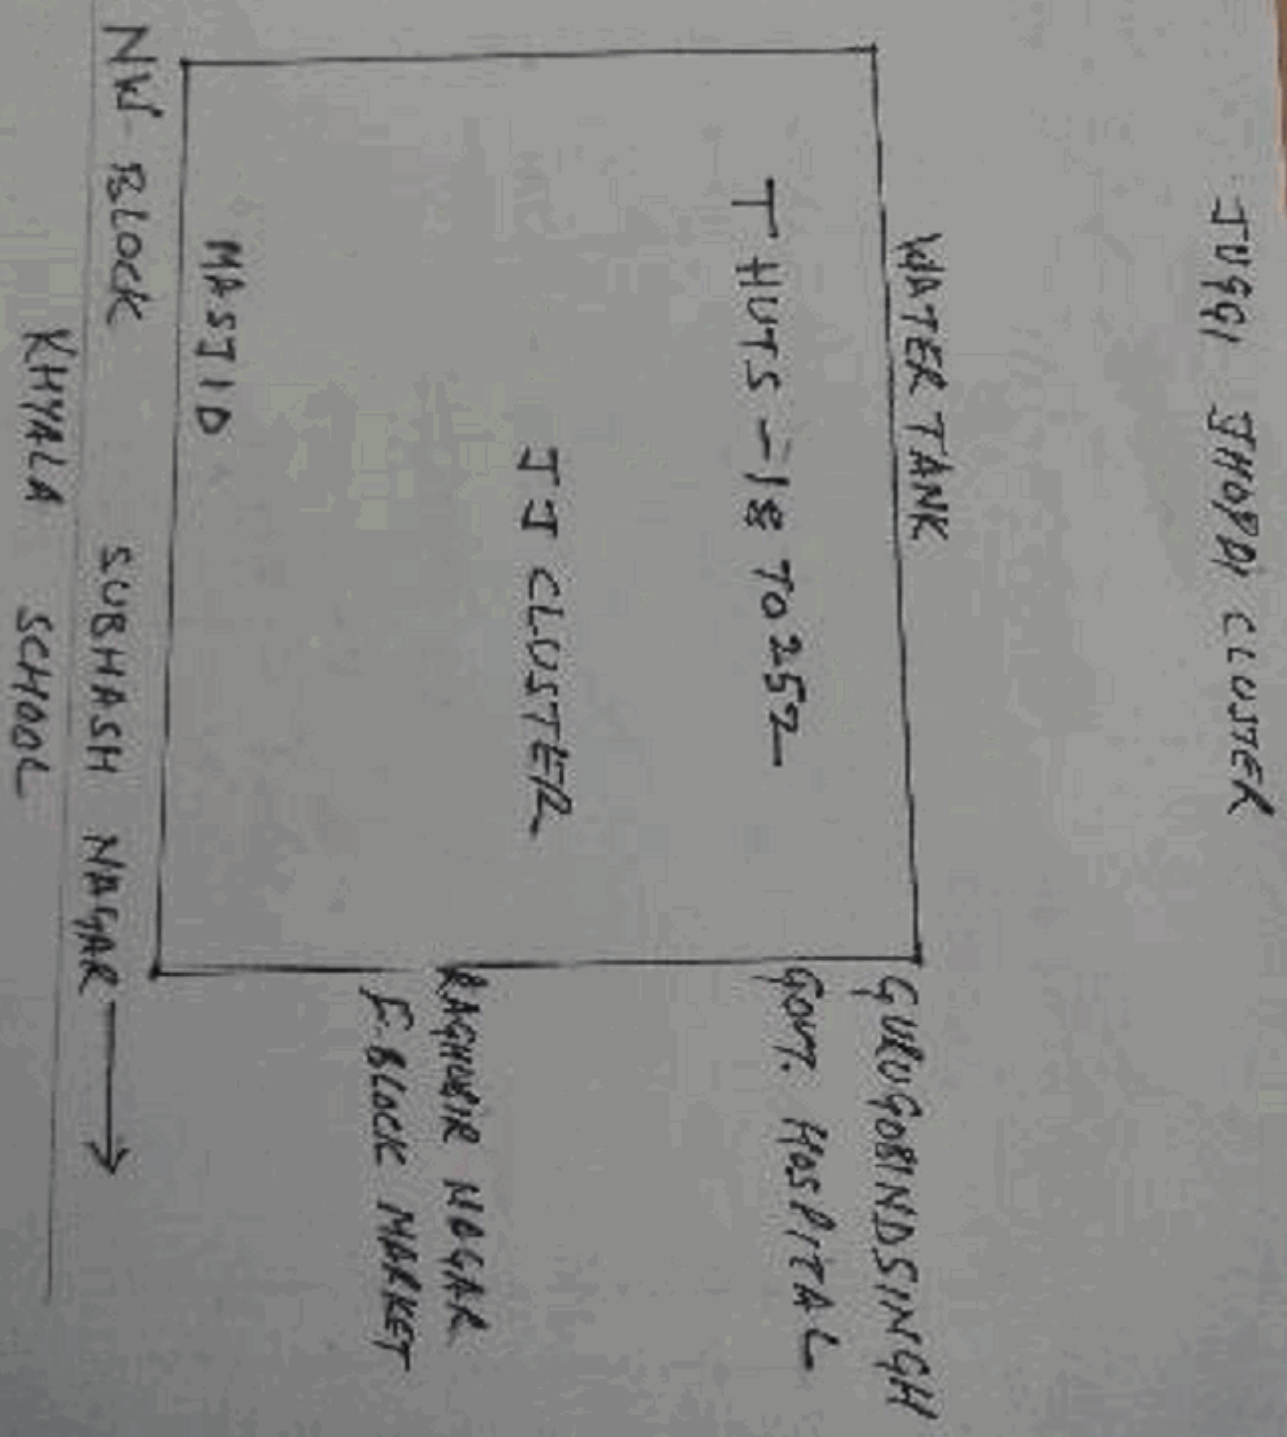 JUGGI JHOPDI CLUSTER
WATER TANK
GURUGOBINDSINGH
GOVT. HOSPITAL
T HUTS - 18 TO 252
JJ CLUSTER
RAGHUBIR NAGAR
F-BLOCK MARKET
MASJID
NW-BLOCK SUBHASH NAGAR →
KHYALA SCHOOL